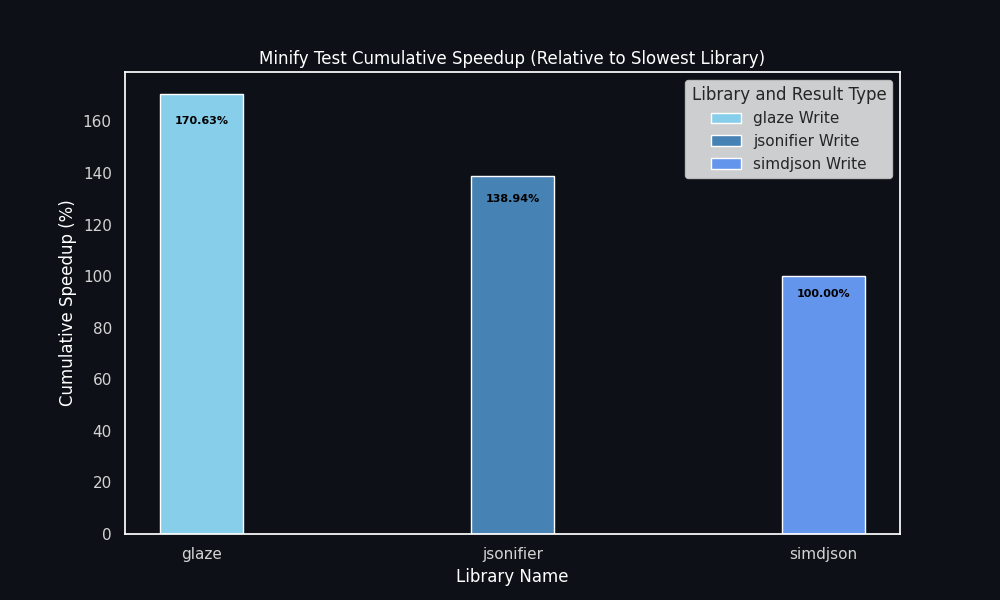 Minify Test Cumulative Speedup (Relative to Slowest Library)
Library and Result Type
glaze Write
jsonifier Write
simdjson Write
170.63%
138.94%
100.00%
Cumulative Speedup (%)
160
140
120
100
80
60
40
20
0
glaze jsonifier simdjson
Library Name